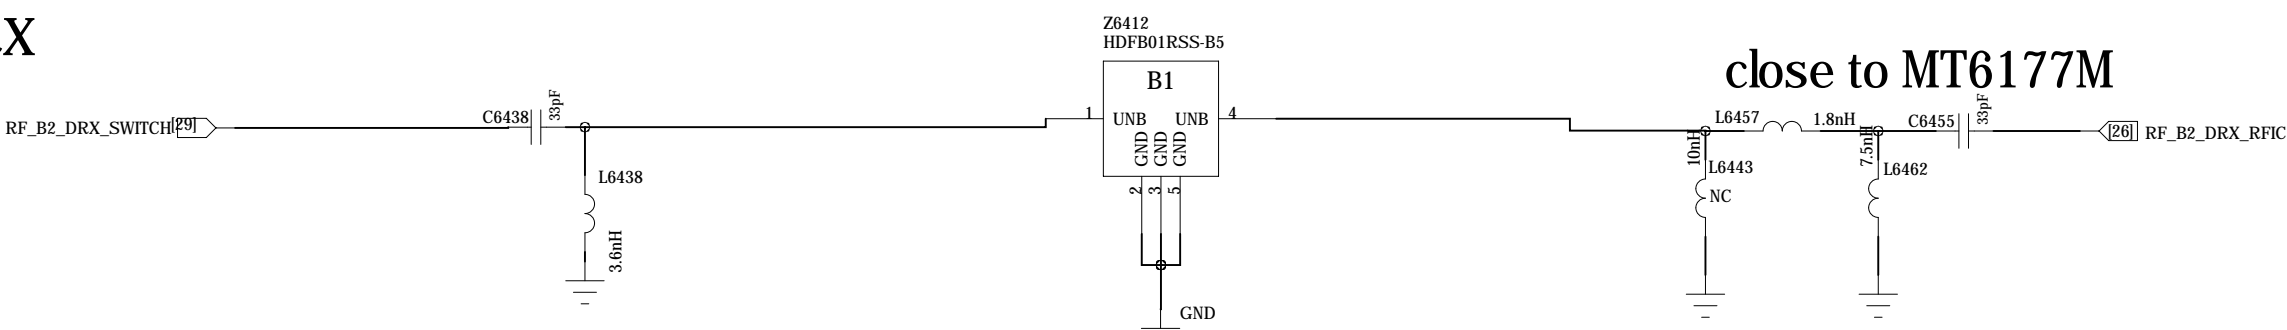 X
Z6412
HDFB01RSS-B5
close to MT6177M
B1
RF_B2_DRX_SWITCH
[29]
C6438
33pF
1
UNB
UNB
4
GND
GND
GND
2
3
5
L6438
3.6nH
GND
L6457
1.8nH
C6455
33pF
10nH
L6443
NC
7.5nH
L6462
[26]
RF_B2_DRX_RFIC